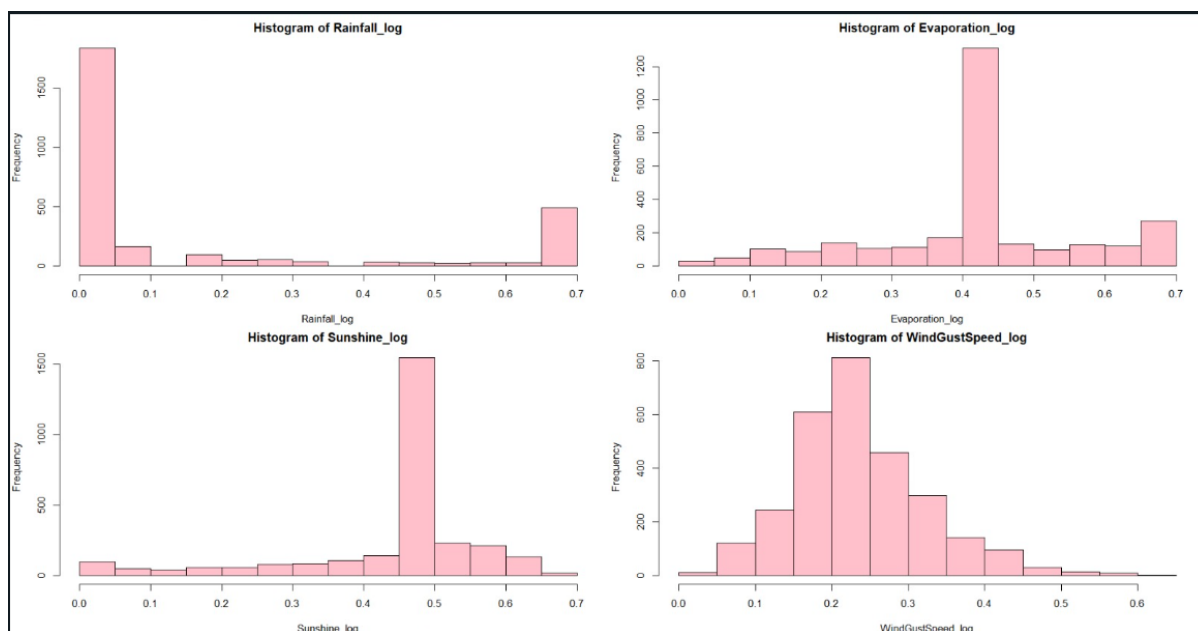 Histogram of Rainfall_log
Frequency
0
500
1000
1500
0.0 0.1 0.2 0.3 0.4 0.5 0.6 0.7
Rainfall_log
Histogram of Evaporation_log
Frequency
0
200
400
600
800
1000
1200
0.0 0.1 0.2 0.3 0.4 0.5 0.6 0.7
Evaporation_log
Histogram of Sunshine_log
Frequency
0
500
1000
1500
0.0 0.1 0.2 0.3 0.4 0.5 0.6 0.7
Sunshine_log
Histogram of WindGustSpeed_log
Frequency
0
200
400
600
800
0.0 0.1 0.2 0.3 0.4 0.5 0.6
WindGustSpeed_log